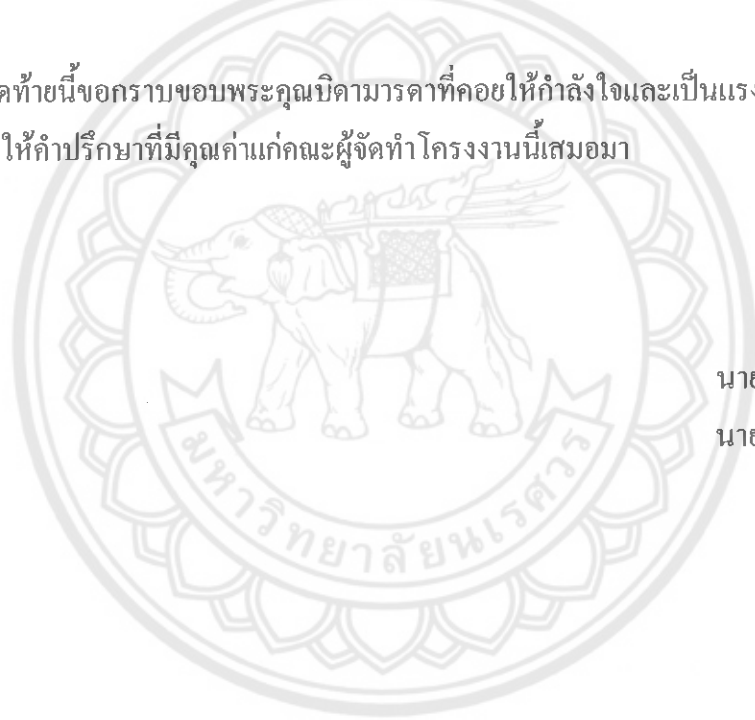 ดท้ายนี้ขอกราบขอบพระคุณบิดามารดาที่คอยให้กำลังใจและเป็นแรง
ให้คำปรึกษาที่มีคุณค่าแก่คณะผู้จัดทำโครงงานนี้เสมอมา
นาย
นาย
มหาวิทยาลัยนเรศวร